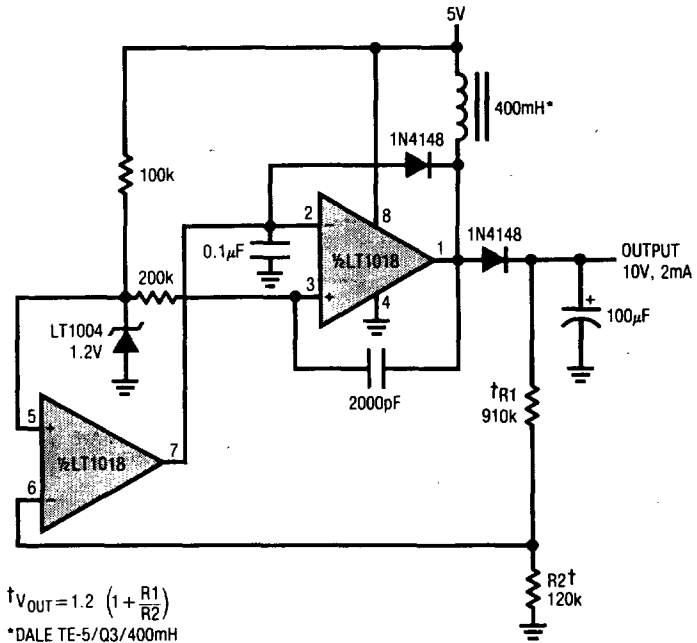 5V
400mH*
1N4148
100k
2
8
1N4148
0.1µF
½LT1018
1
OUTPUT
10V, 2mA
200k
3
+
4
+
100µF
LT1004
1.2V
2000pF
†R1
910k
5
+
7
½LT1018
6
R2†
120k
†VOUT = 1.2 (1 + R1/R2)
*DALE TE-5/Q3/400mH